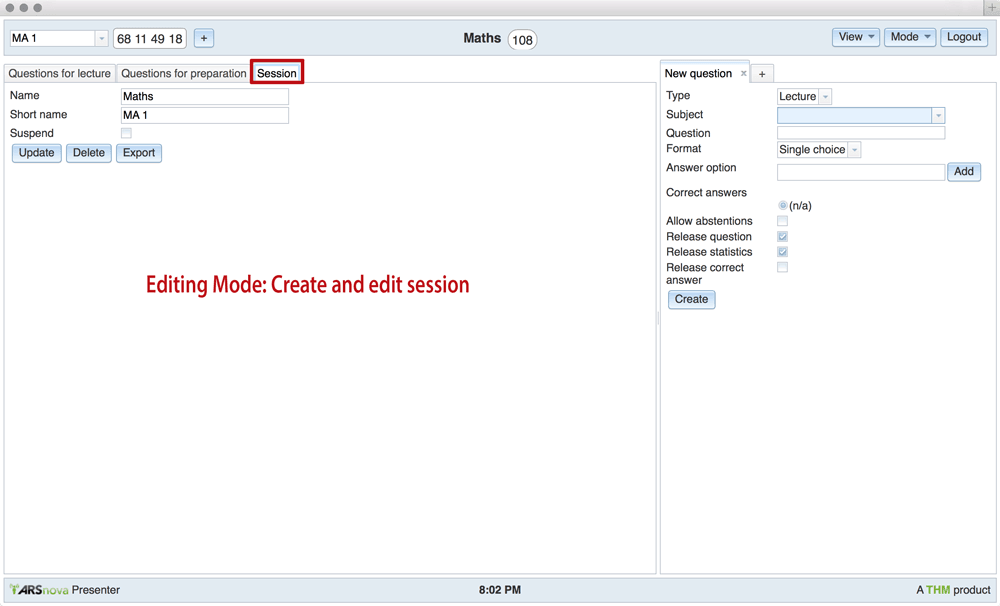 MA 1
68 11 49 18
+
Maths 108
View
Mode
Logout
Questions for lecture
Questions for preparation
Session
Name
Maths
Short name
MA 1
Suspend
Update
Delete
Export
Editing Mode: Create and edit session
New question
x
+
Type
Lecture
Subject
Question
Format
Single choice
Answer option
Add
Correct answers
(n/a)
Allow abstentions
Release question
Release statistics
Release correct
answer
Create
ARSnova Presenter
8:02 PM
A THM product